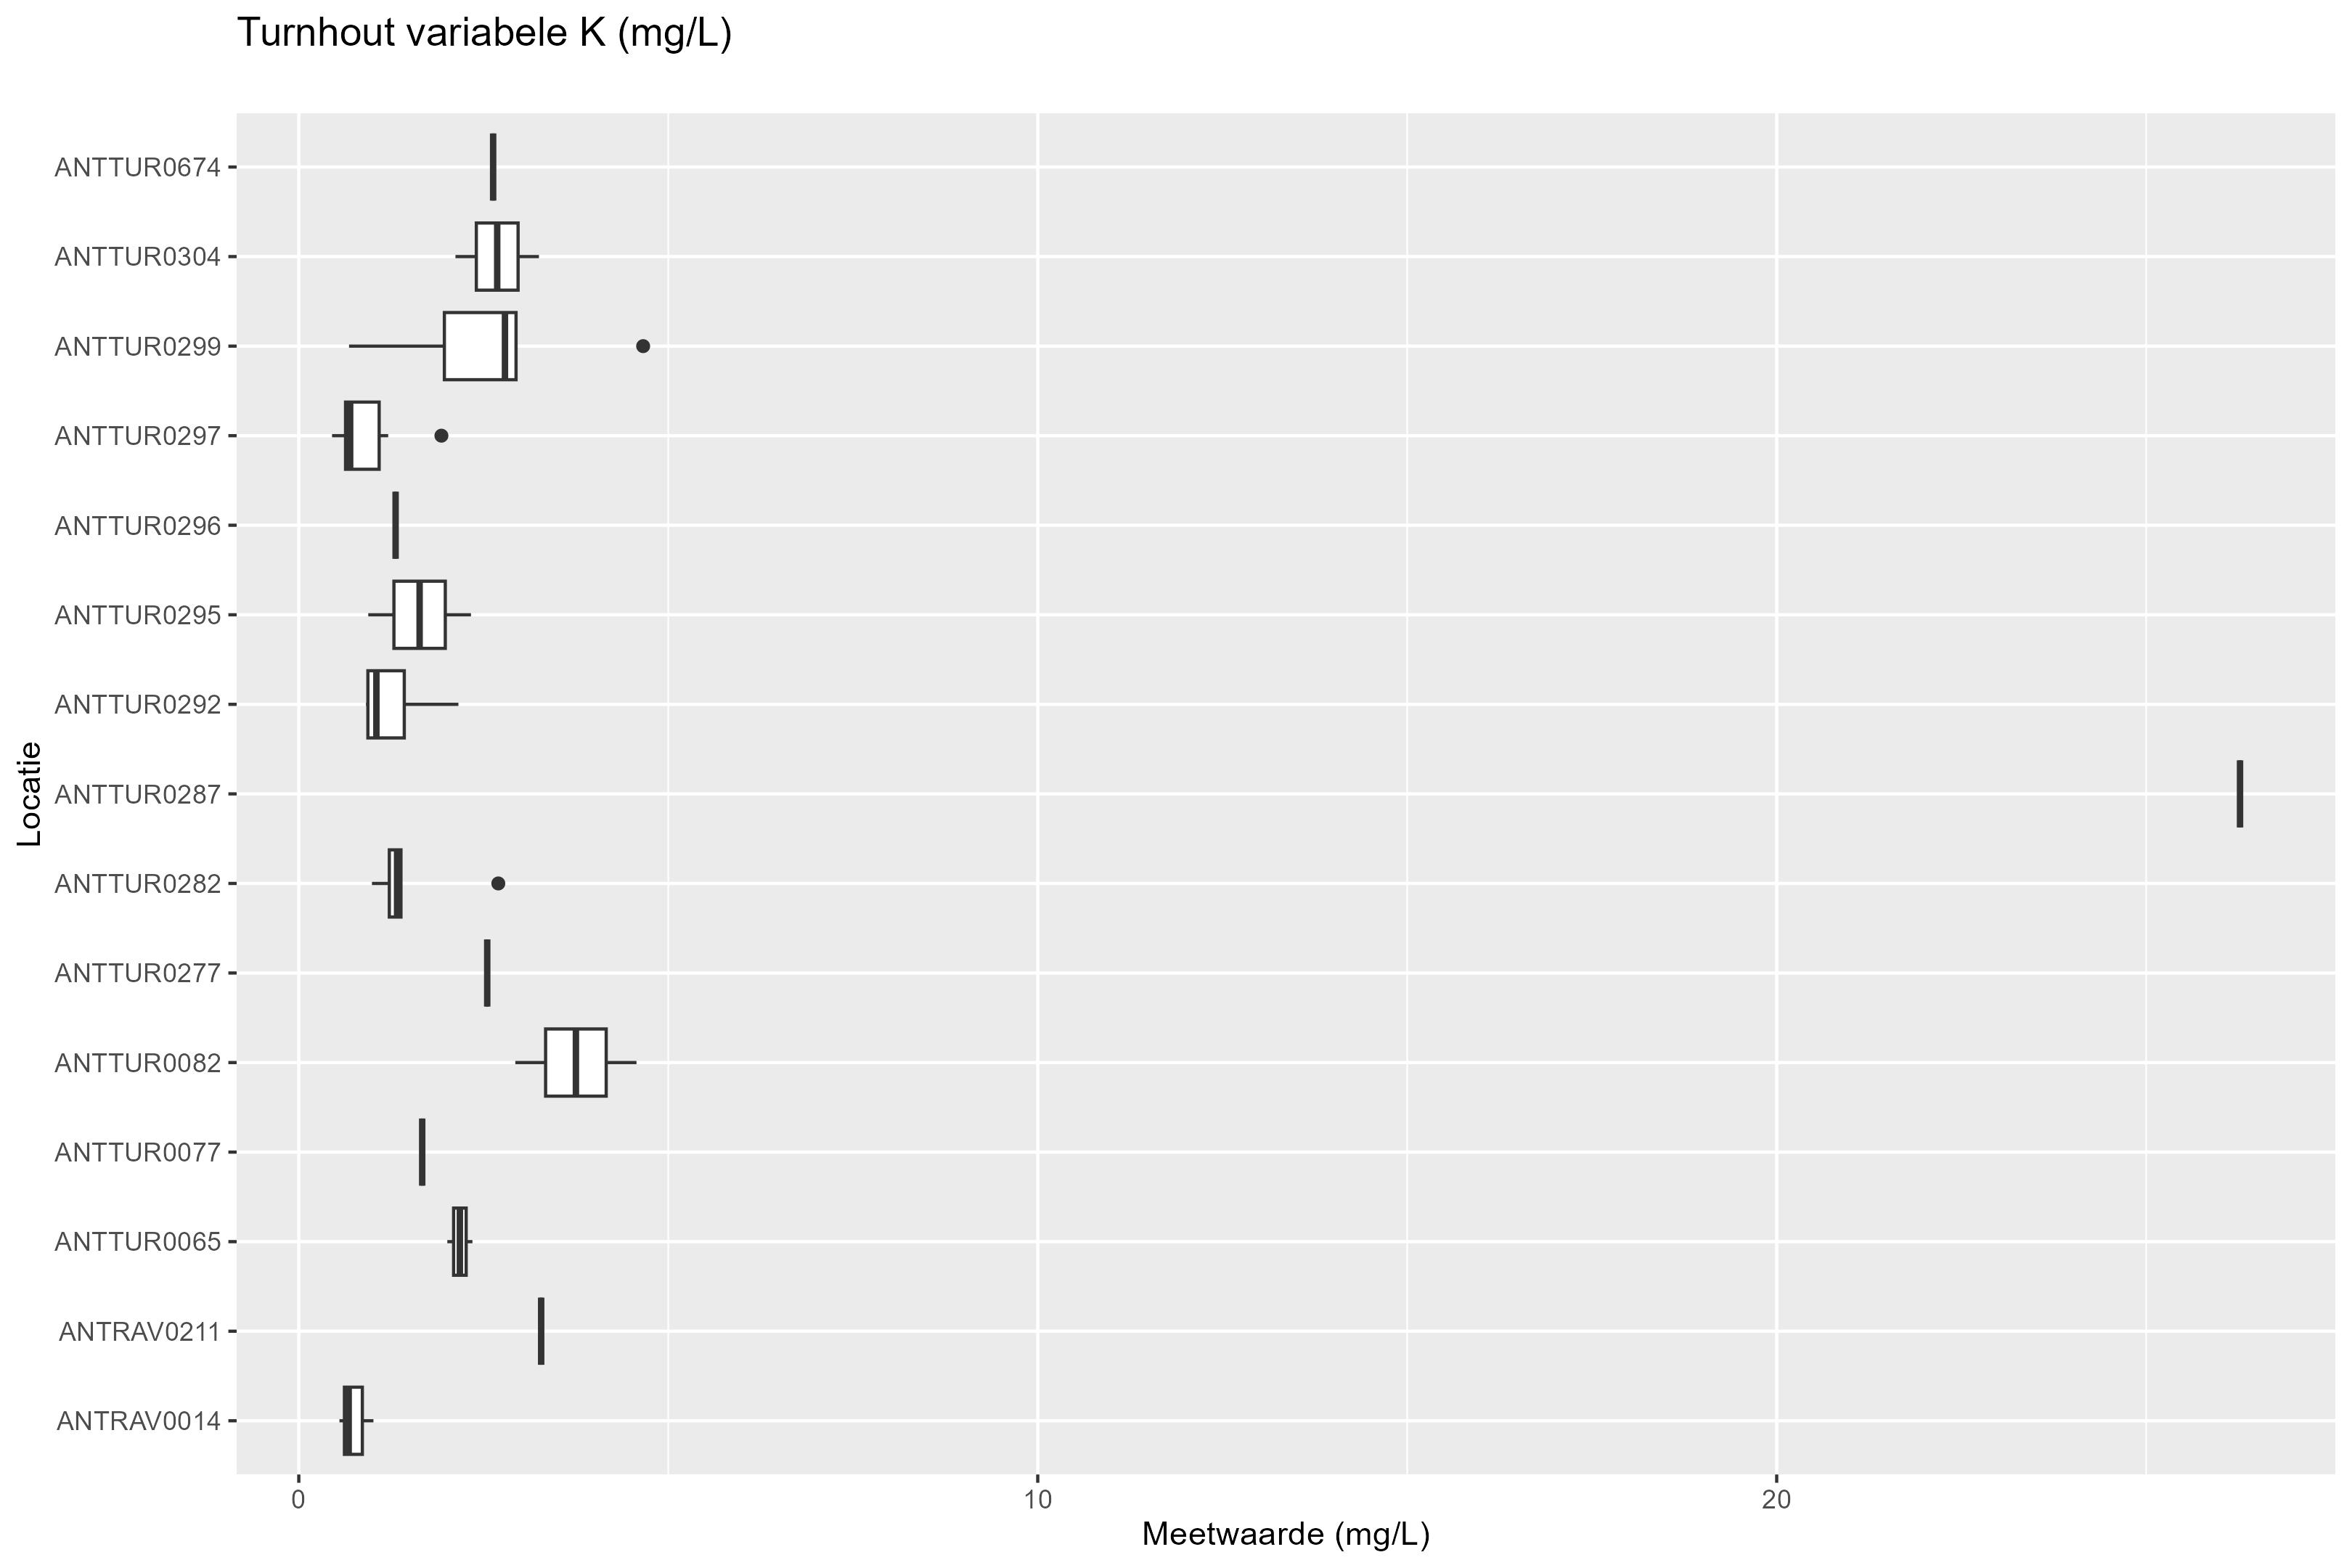 Turnhout variabele K (mg/L)
Locatie
ANTTUR0674
ANTTUR0304
ANTTUR0299
ANTTUR0297
ANTTUR0296
ANTTUR0295
ANTTUR0292
ANTTUR0287
ANTTUR0282
ANTTUR0277
ANTTUR0082
ANTTUR0077
ANTTUR0065
ANTRAV0211
ANTRAV0014
0 10 20
Meetwaarde (mg/L)